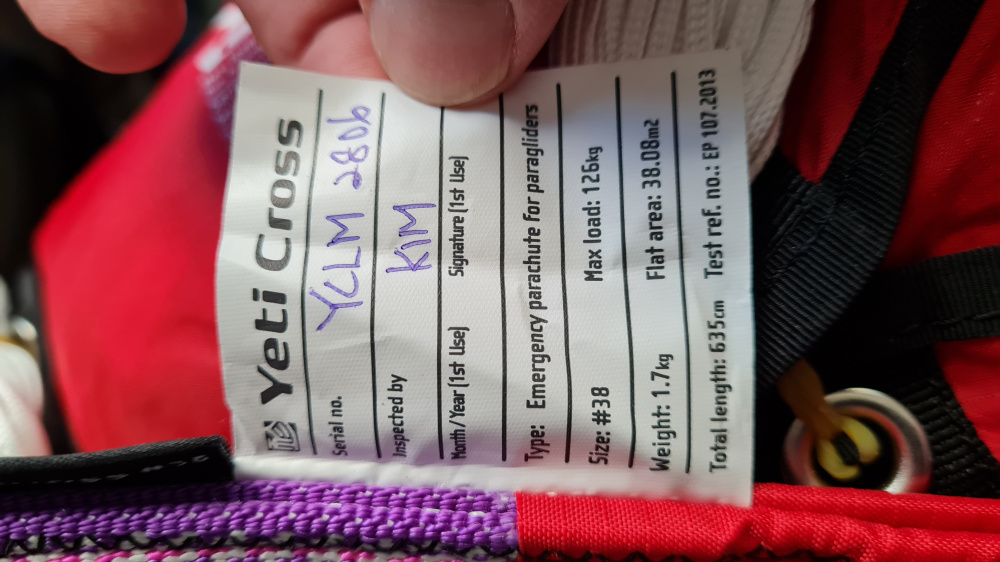 Yeti Cross
Serial no. YCLM 280b
Inspected by KIM
Month/Year (1st Use) Signature (1st Use)
Type: Emergency parachute for paragliders
Size: #38 Max load: 126kg
Weight: 1.7kg Flat area: 38.08m2
Total length: 635cm Test ref. no.: EP 107.2013